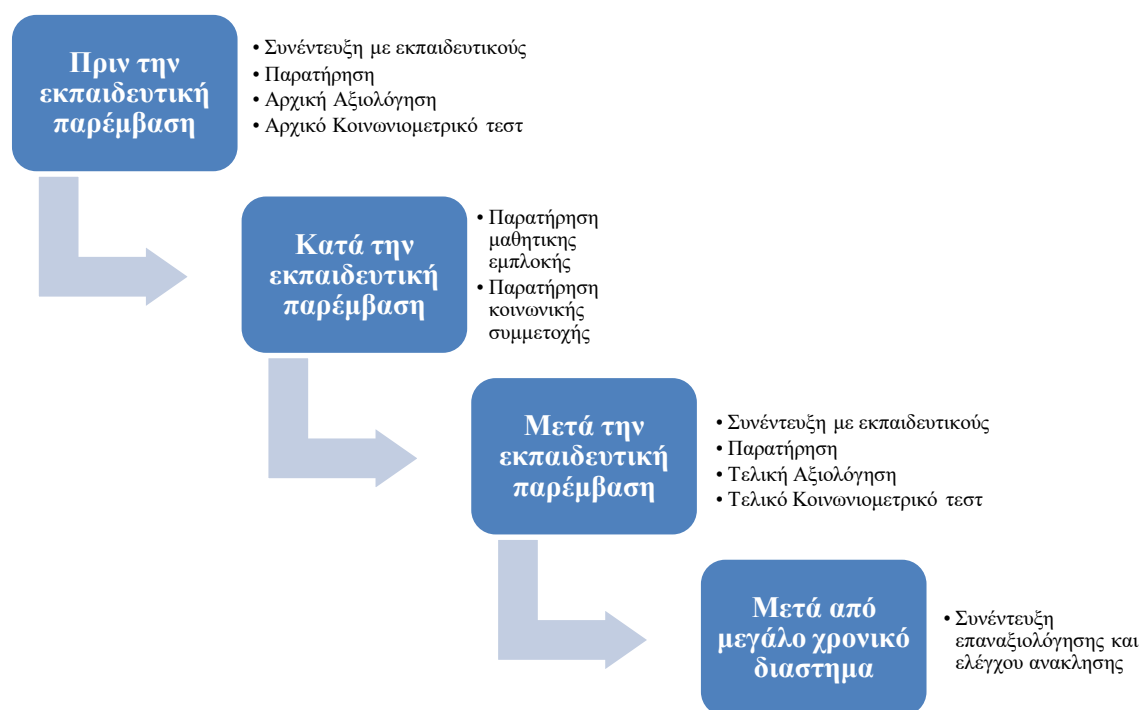 Πριν την
εκπαιδευτική
παρέμβαση
• Συνέντευξη με εκπαιδευτικούς
• Παρατήρηση
• Αρχική Αξιολόγηση
• Αρχικό Κοινωνιομετρικό τεστ
Κατά την
εκπαιδευτική
παρέμβαση
• Παρατήρηση
μαθητικης
εμπλοκής
• Παρατήρηση
κοινωνικής
συμμετοχής
Μετά την
εκπαιδευτική
παρέμβαση
• Συνέντευξη με εκπαιδευτικούς
• Παρατήρηση
• Τελική Αξιολόγηση
• Τελικό Κοινωνιομετρικό τεστ
Μετά από
μεγάλο χρονικό
διαστημα
• Συνέντευξη
επαναξιολόγησης και
ελέγχου ανακλησης